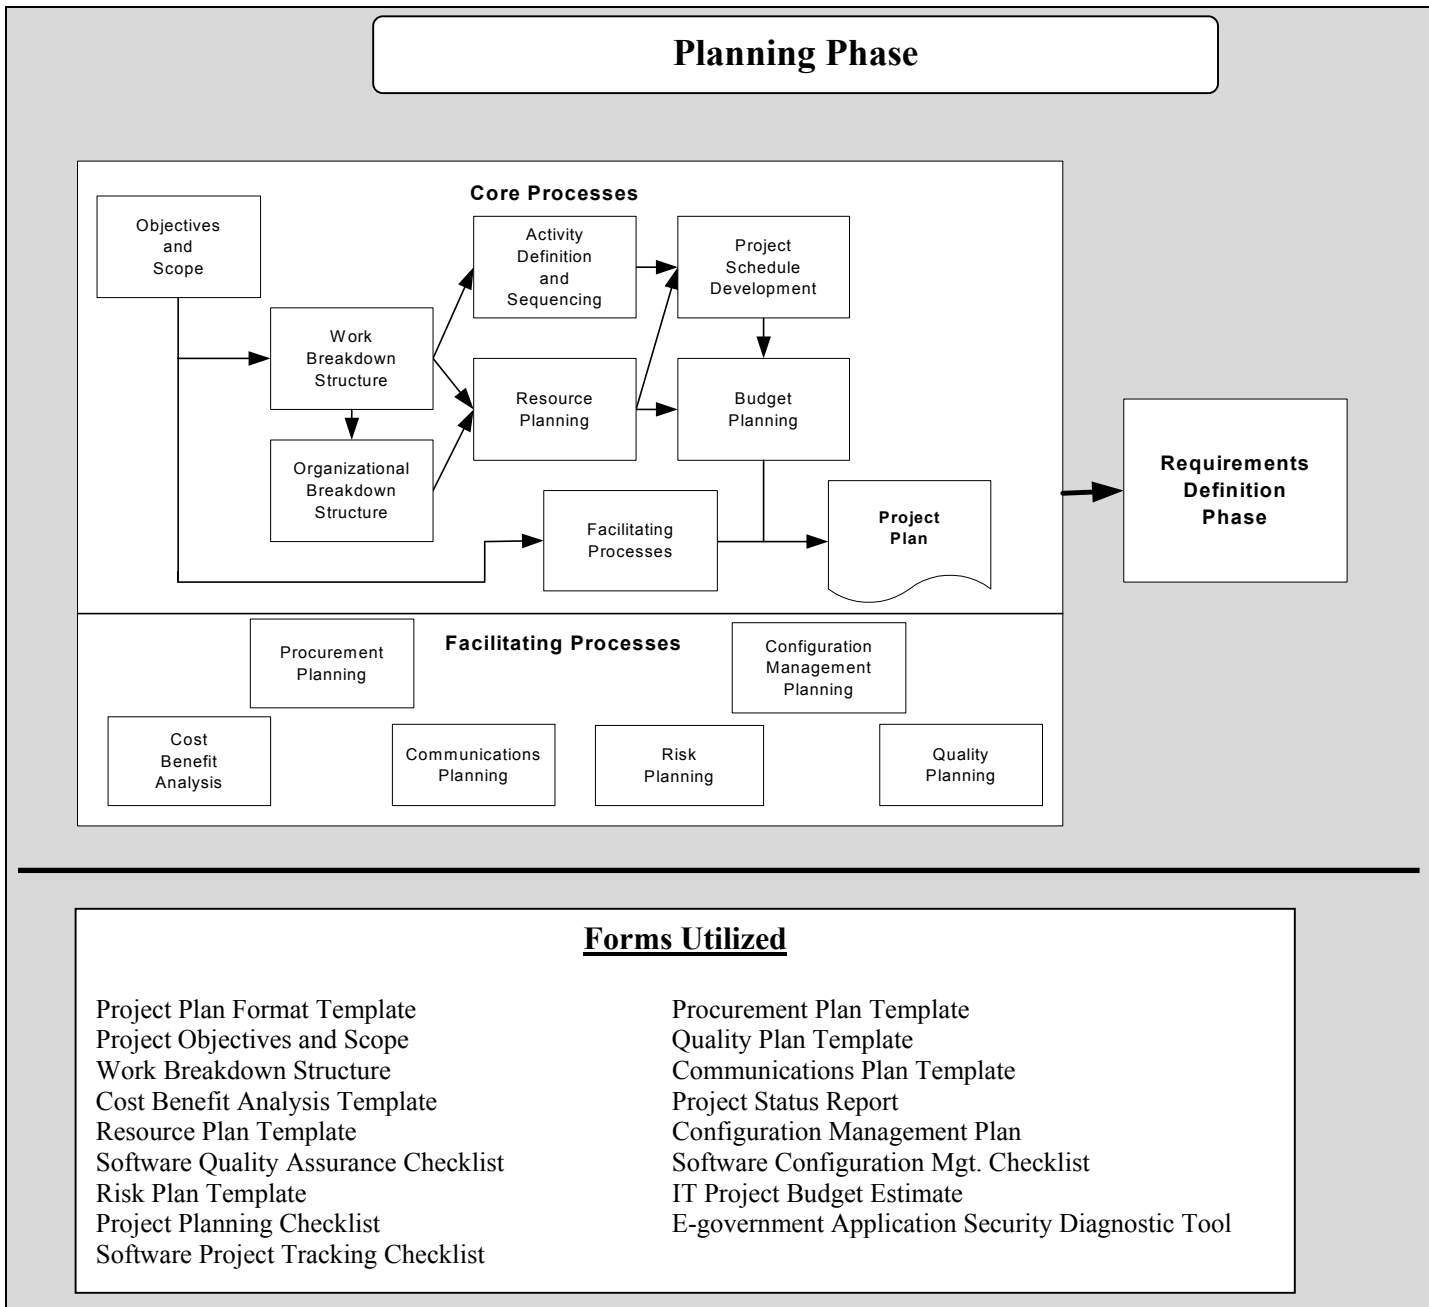 Planning Phase
Core Processes
Objectives
and
Scope
Activity
Definition
and
Sequencing
Project
Schedule
Development
Work
Breakdown
Structure
Resource
Planning
Budget
Planning
Organizational
Breakdown
Structure
Facilitating
Processes
Project
Plan
Requirements
Definition
Phase
Facilitating Processes
Procurement
Planning
Configuration
Management
Planning
Cost
Benefit
Analysis
Communications
Planning
Risk
Planning
Quality
Planning
Forms Utilized
Project Plan Format Template
Project Objectives and Scope
Work Breakdown Structure
Cost Benefit Analysis Template
Resource Plan Template
Software Quality Assurance Checklist
Risk Plan Template
Project Planning Checklist
Software Project Tracking Checklist
Procurement Plan Template
Quality Plan Template
Communications Plan Template
Project Status Report
Configuration Management Plan
Software Configuration Mgt. Checklist
IT Project Budget Estimate
E-government Application Security Diagnostic Tool